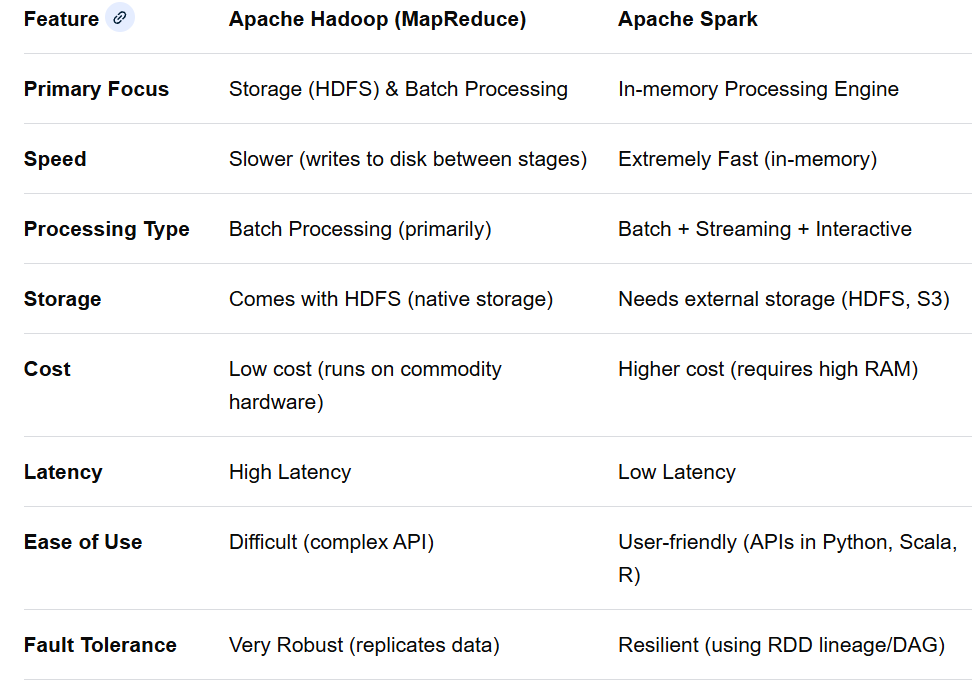 Feature Apache Hadoop (MapReduce) Apache Spark
Primary Focus Storage (HDFS) & Batch Processing In-memory Processing Engine
Speed Slower (writes to disk between stages) Extremely Fast (in-memory)
Processing Type Batch Processing (primarily) Batch + Streaming + Interactive
Storage Comes with HDFS (native storage) Needs external storage (HDFS, S3)
Cost Low cost (runs on commodity Higher cost (requires high RAM)
hardware)
Latency High Latency Low Latency
Ease of Use Difficult (complex API) User-friendly (APIs in Python, Scala,
R)
Fault Tolerance Very Robust (replicates data) Resilient (using RDD lineage/DAG)